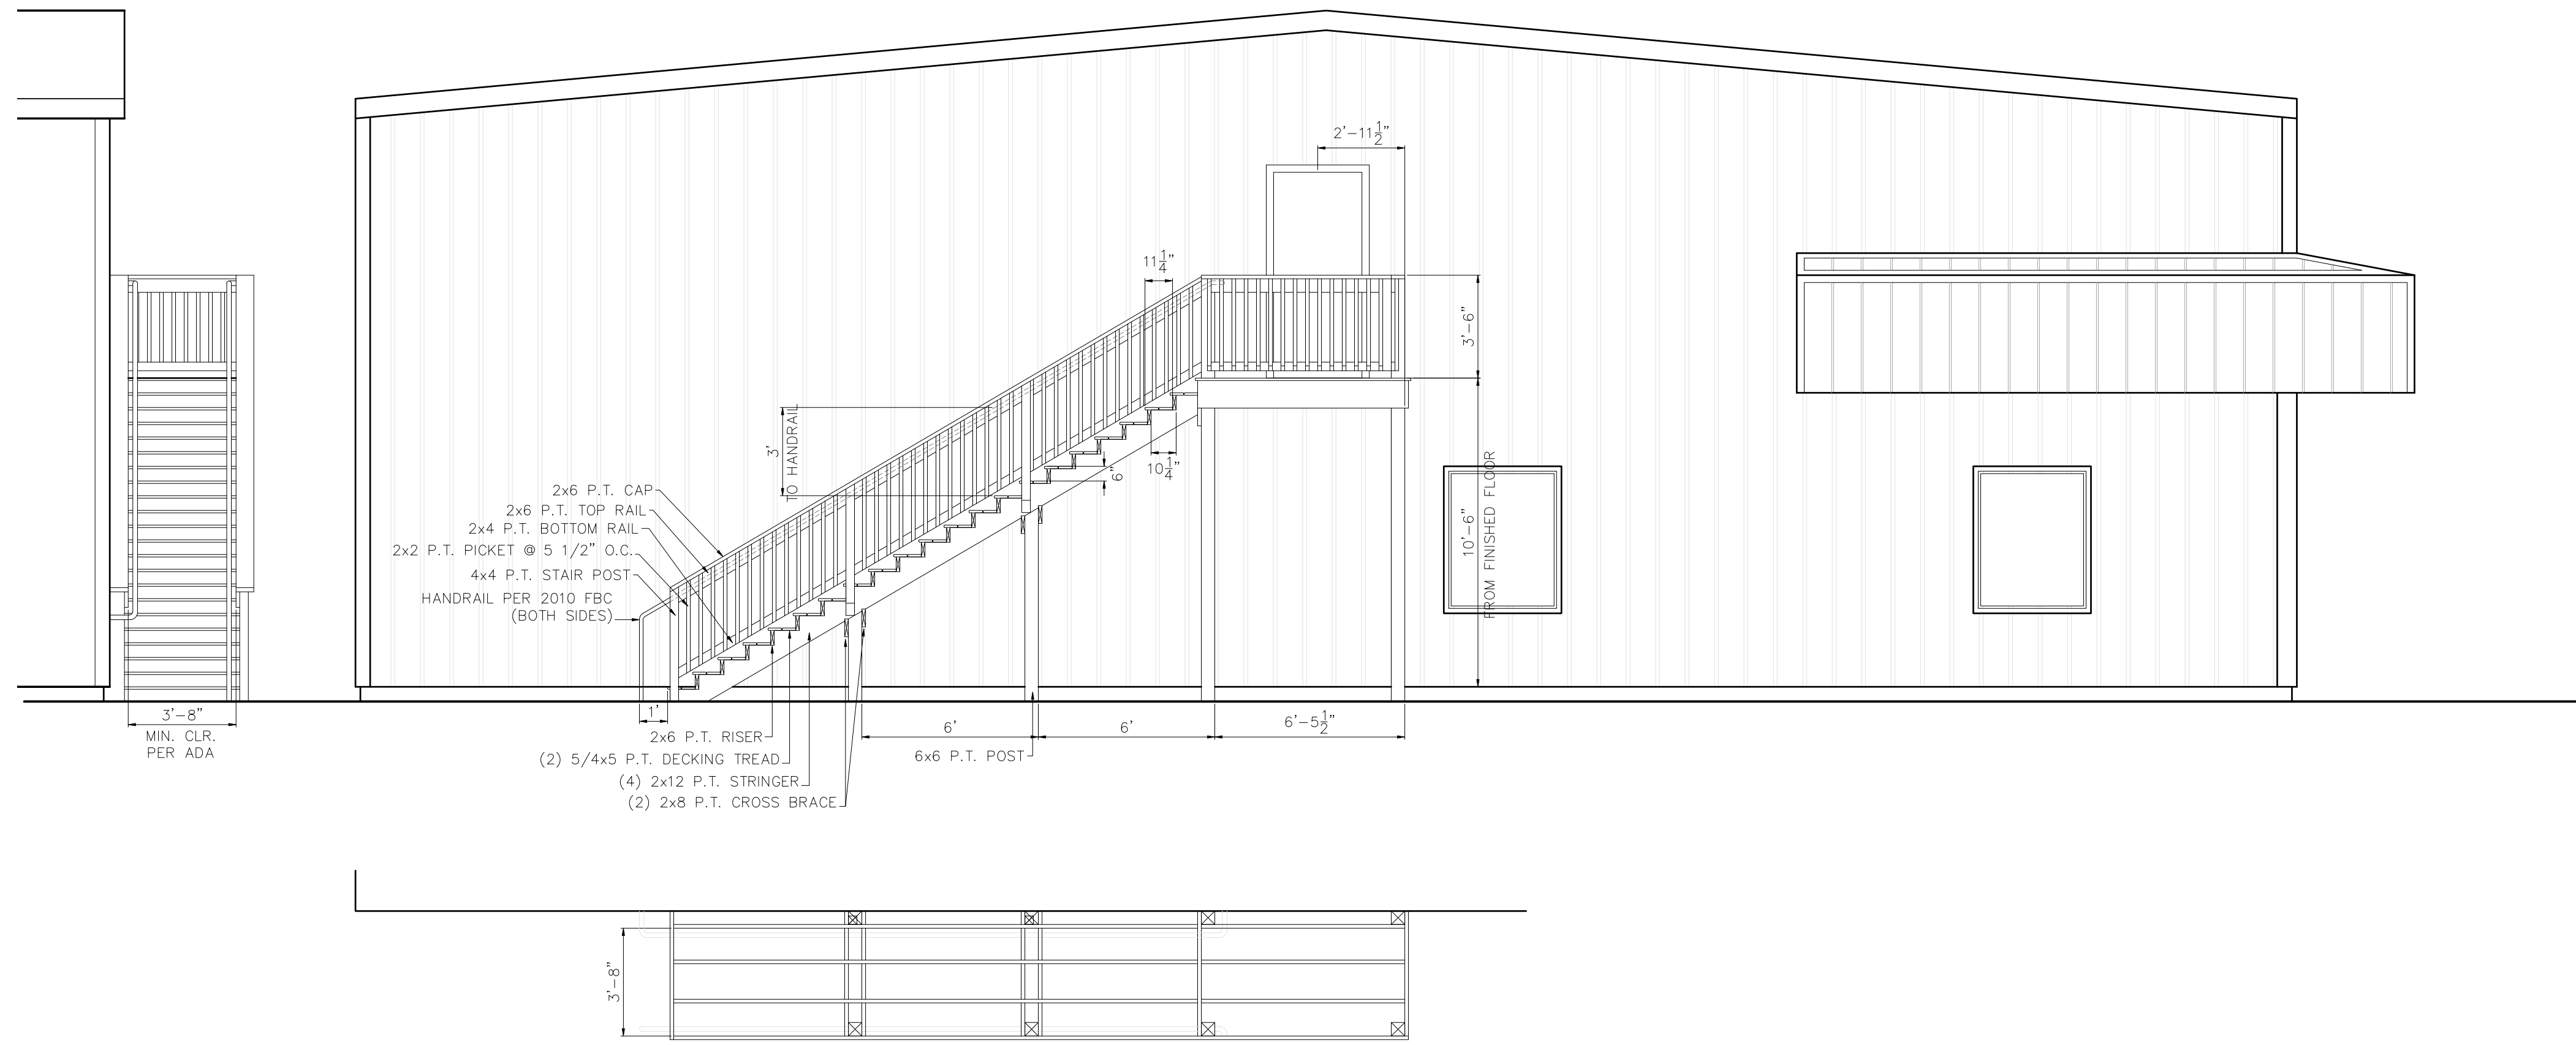 2'-11 1/2"
11 1/4"
3'-6"
3'
TO HANDRAIL
6"
10 1/4"
10'-6"
FROM FINISHED FLOOR
2x6 P.T. CAP
2x6 P.T. TOP RAIL
2x4 P.T. BOTTOM RAIL
2x2 P.T. PICKET @ 5 1/2" O.C.
4x4 P.T. STAIR POST
HANDRAIL PER 2010 FBC
(BOTH SIDES)
3'-8"
MIN. CLR.
PER ADA
1'
6'
6'
6'-5 1/2"
2x6 P.T. RISER
(2) 5/4x5 P.T. DECKING TREAD
(4) 2x12 P.T. STRINGER
(2) 2x8 P.T. CROSS BRACE
6x6 P.T. POST
3'-8"